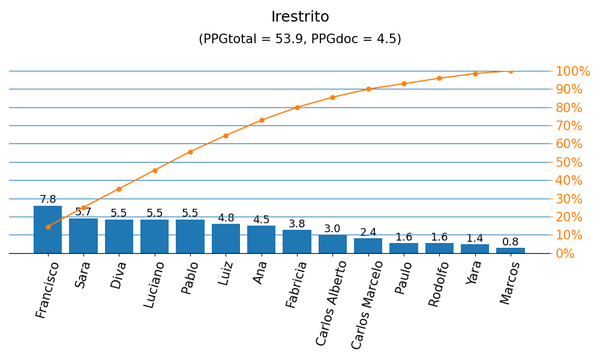 Irestrito
(PPGtotal = 53.9, PPGdoc = 4.5)
100%
90%
80%
70%
60%
50%
40%
30%
20%
10%
0%
7.8
5.7
5.5
5.5
5.5
4.8
4.5
3.8
3.0
2.4
1.6
1.6
1.4
0.8
Francisco
Sara
Diva
Luciano
Pablo
Luiz
Ana
Fabrícia
Carlos Alberto
Carlos Marcelo
Paulo
Rodolfo
Yara
Marcos